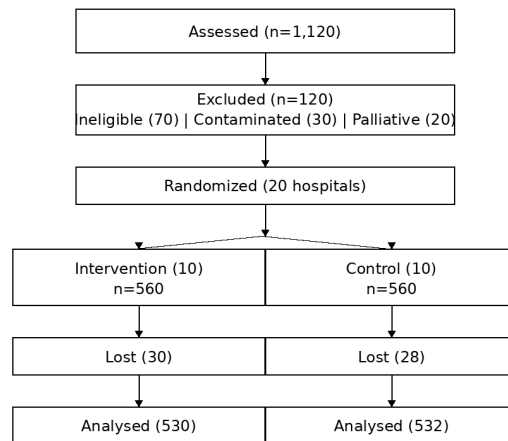 Assessed (n=1,120)
Excluded (n=120)
Ineligible (70) | Contaminated (30) | Palliative (20)
Randomized (20 hospitals)
Intervention (10)
n=560
Control (10)
n=560
Lost (30)
Lost (28)
Analysed (530)
Analysed (532)